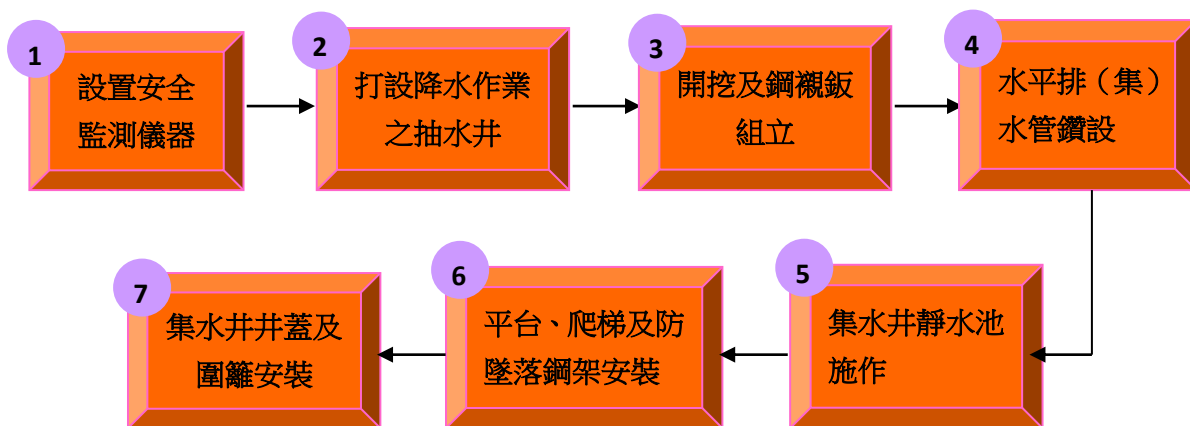 1
設置安全
監測儀器
2
打設降水作業
之抽水井
3
開挖及鋼襯鈑
組立
4
水平排（集）
水管鑽設
5
集水井靜水池
施作
6
平台、爬梯及防
墜落鋼架安裝
7
集水井井蓋及
圍籬安裝